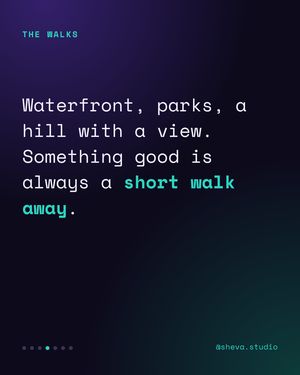 THE WALKS
Waterfront, parks, a
hill with a view.
Something good is
always a short walk
away.
@sheva.studio